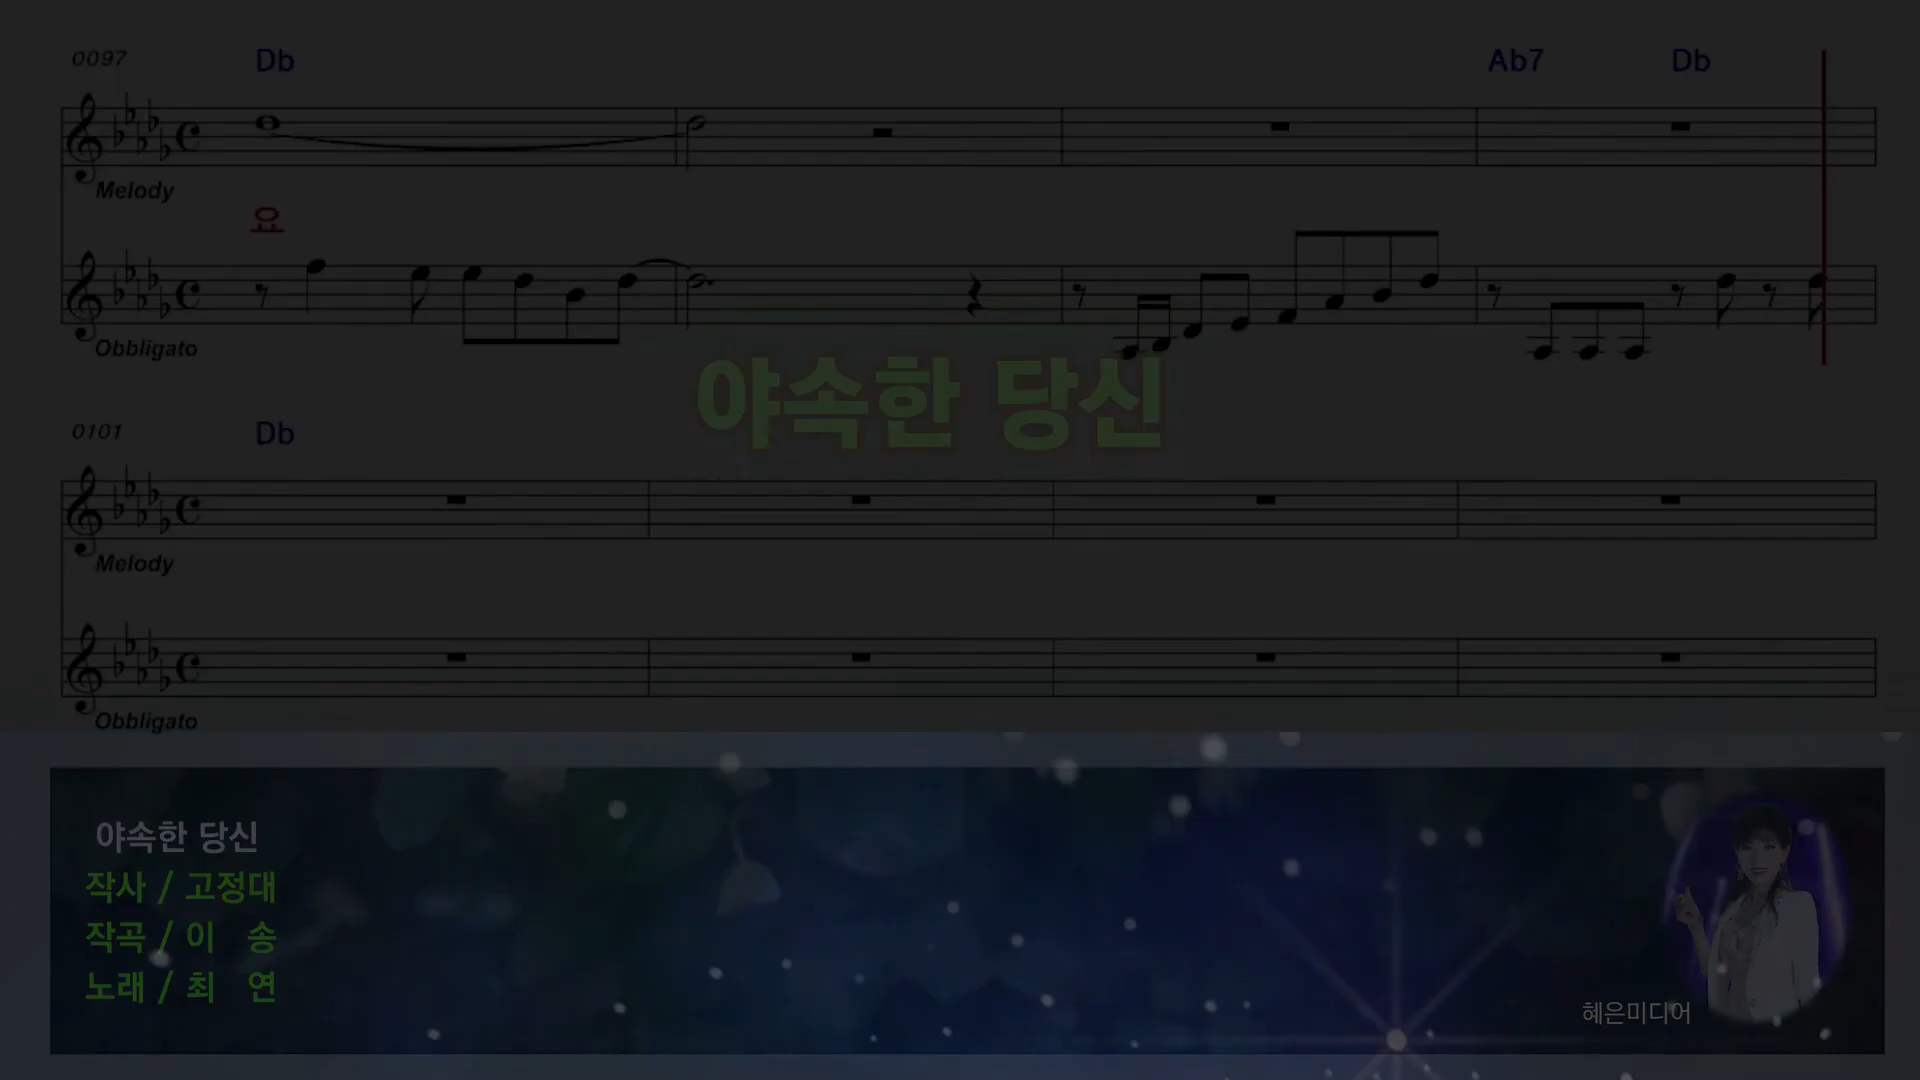 0097 Db Ab7 Db
Melody
요
Obbligato
야속한 당신
0101 Db
Melody
Obbligato
야속한 당신
작사 / 고정대
작곡 / 이 송
노래 / 최 연
혜은미디어